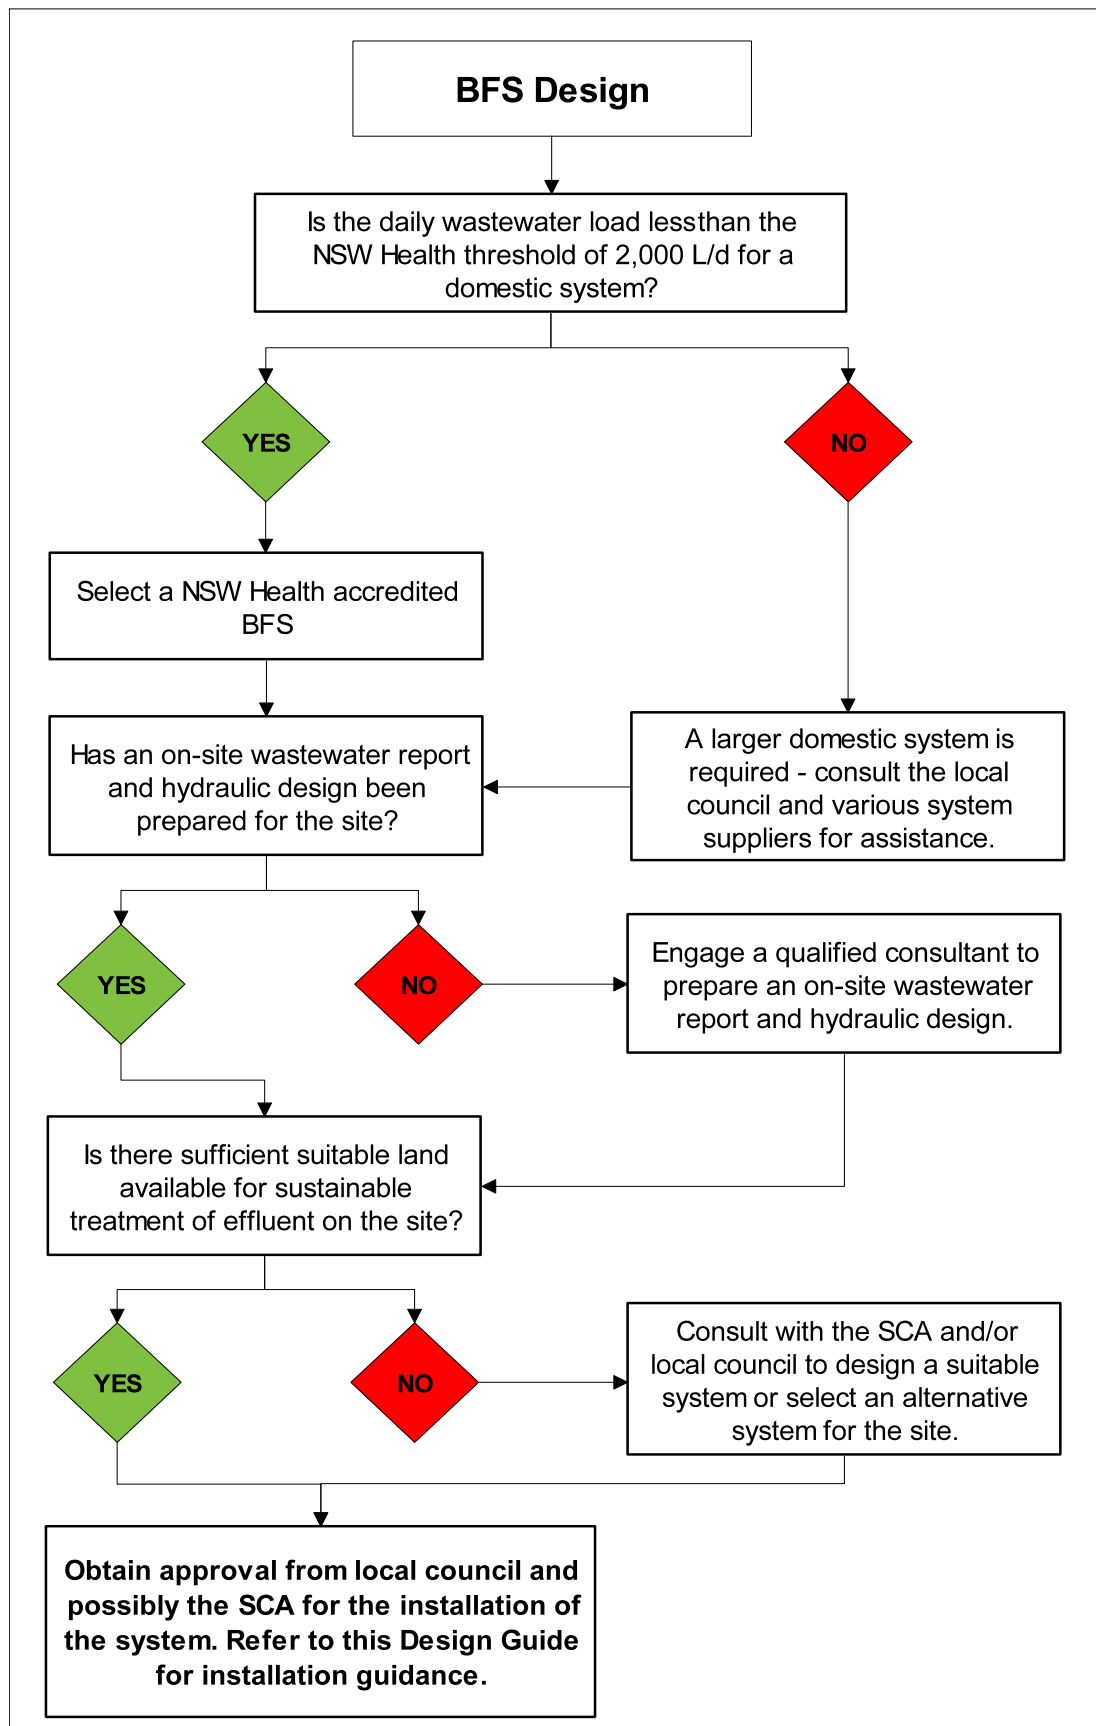 BFS Design
Is the daily wastewater load lessthan the
NSW Health threshold of 2,000 L/d for a
domestic system?
YES
NO
Select a NSW Health accredited
BFS
Has an on-site wastewater report
and hydraulic design been
prepared for the site?
A larger domestic system is
required - consult the local
council and various system
suppliers for assistance.
YES
NO
Engage a qualified consultant to
prepare an on-site wastewater
report and hydraulic design.
Is there sufficient suitable land
available for sustainable
treatment of effluent on the site?
YES
NO
Consult with the SCA and/or
local council to design a suitable
system or select an alternative
system for the site.
Obtain approval from local council and
possibly the SCA for the installation of
the system. Refer to this Design Guide
for installation guidance.